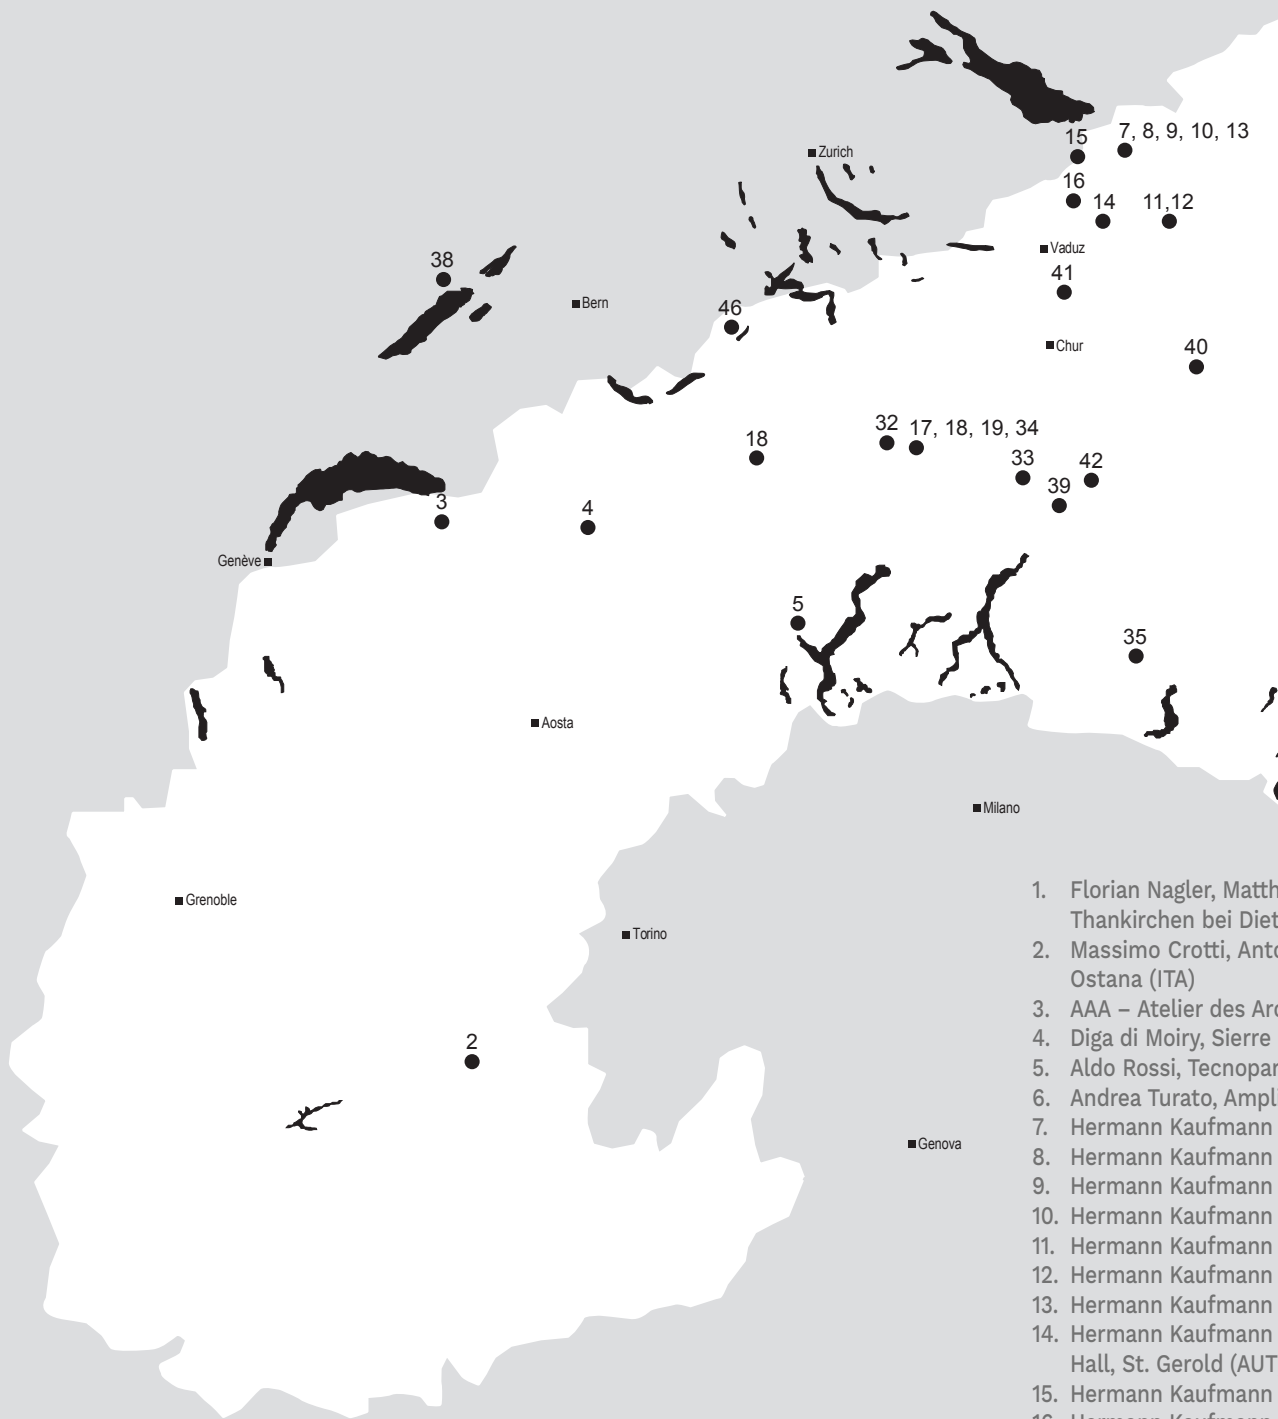 15
7, 8, 9, 10, 13
Zurich
16
14
11,12
Vaduz
38
41
Bern
46
Chur
40
32
17, 18, 19, 34
18
33
42
39
3
4
Genève
5
35
Aosta
Milano
Grenoble
Torino
2
Genova
1. Florian Nagler, Matth
Thankirchen bei Diet
2. Massimo Crotti, Anto
Ostana (ITA)
3. AAA – Atelier des Arc
4. Diga di Moiry, Sierre
5. Aldo Rossi, Tecnopar
6. Andrea Turato, Ampl
7. Hermann Kaufmann
8. Hermann Kaufmann
9. Hermann Kaufmann
10. Hermann Kaufmann
11. Hermann Kaufmann
12. Hermann Kaufmann
13. Hermann Kaufmann
14. Hermann Kaufmann
Hall, St. Gerold (AUT
15. Hermann Kaufmann
16. Hermann Kaufmann